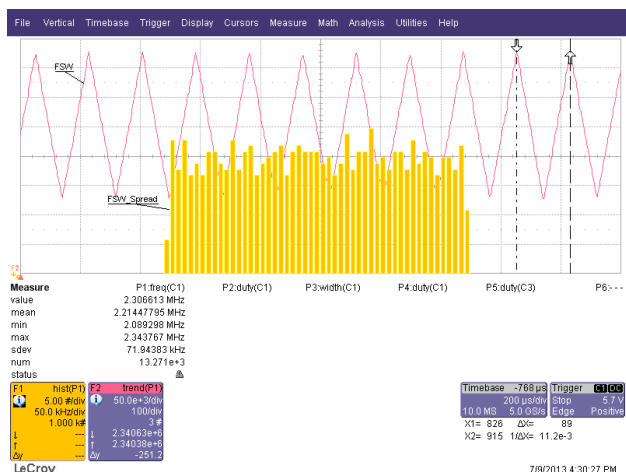 File Vertical Timebase Trigger Display Cursors Measure Math Analysis Utilities Help
FSW
FSW_Spread
F2
Measure P1:freq(C1) P2:duty(C1) P3:width(C1) P4:duty(C1) P5:duty(C3) P6:- - -
value 2.306613 MHz
mean 2.21447795 MHz
min 2.089298 MHz
max 2.343767 MHz
sdev 71.94383 kHz
num 13.271e+3
status
F1 hist(P1) F2 trend(P1) Timebase -768 µs Trigger C1 DC
5.00 #/div 50.0e+3/div 200 µs/div Stop 5.7 V
50.0 kHz/div 100/div 10.0 MS 5.0 GS/s Edge Positive
1.000 k# 3 # X1= 826 ΔX= 89
↓ --- ↓ 2.34063e+6 X2= 915 1/ΔX= 11.2e-3
↑ --- ↑ 2.34038e+6
Δy --- Δy -251.2
LeCroy 7/9/2013 4:30:27 PM